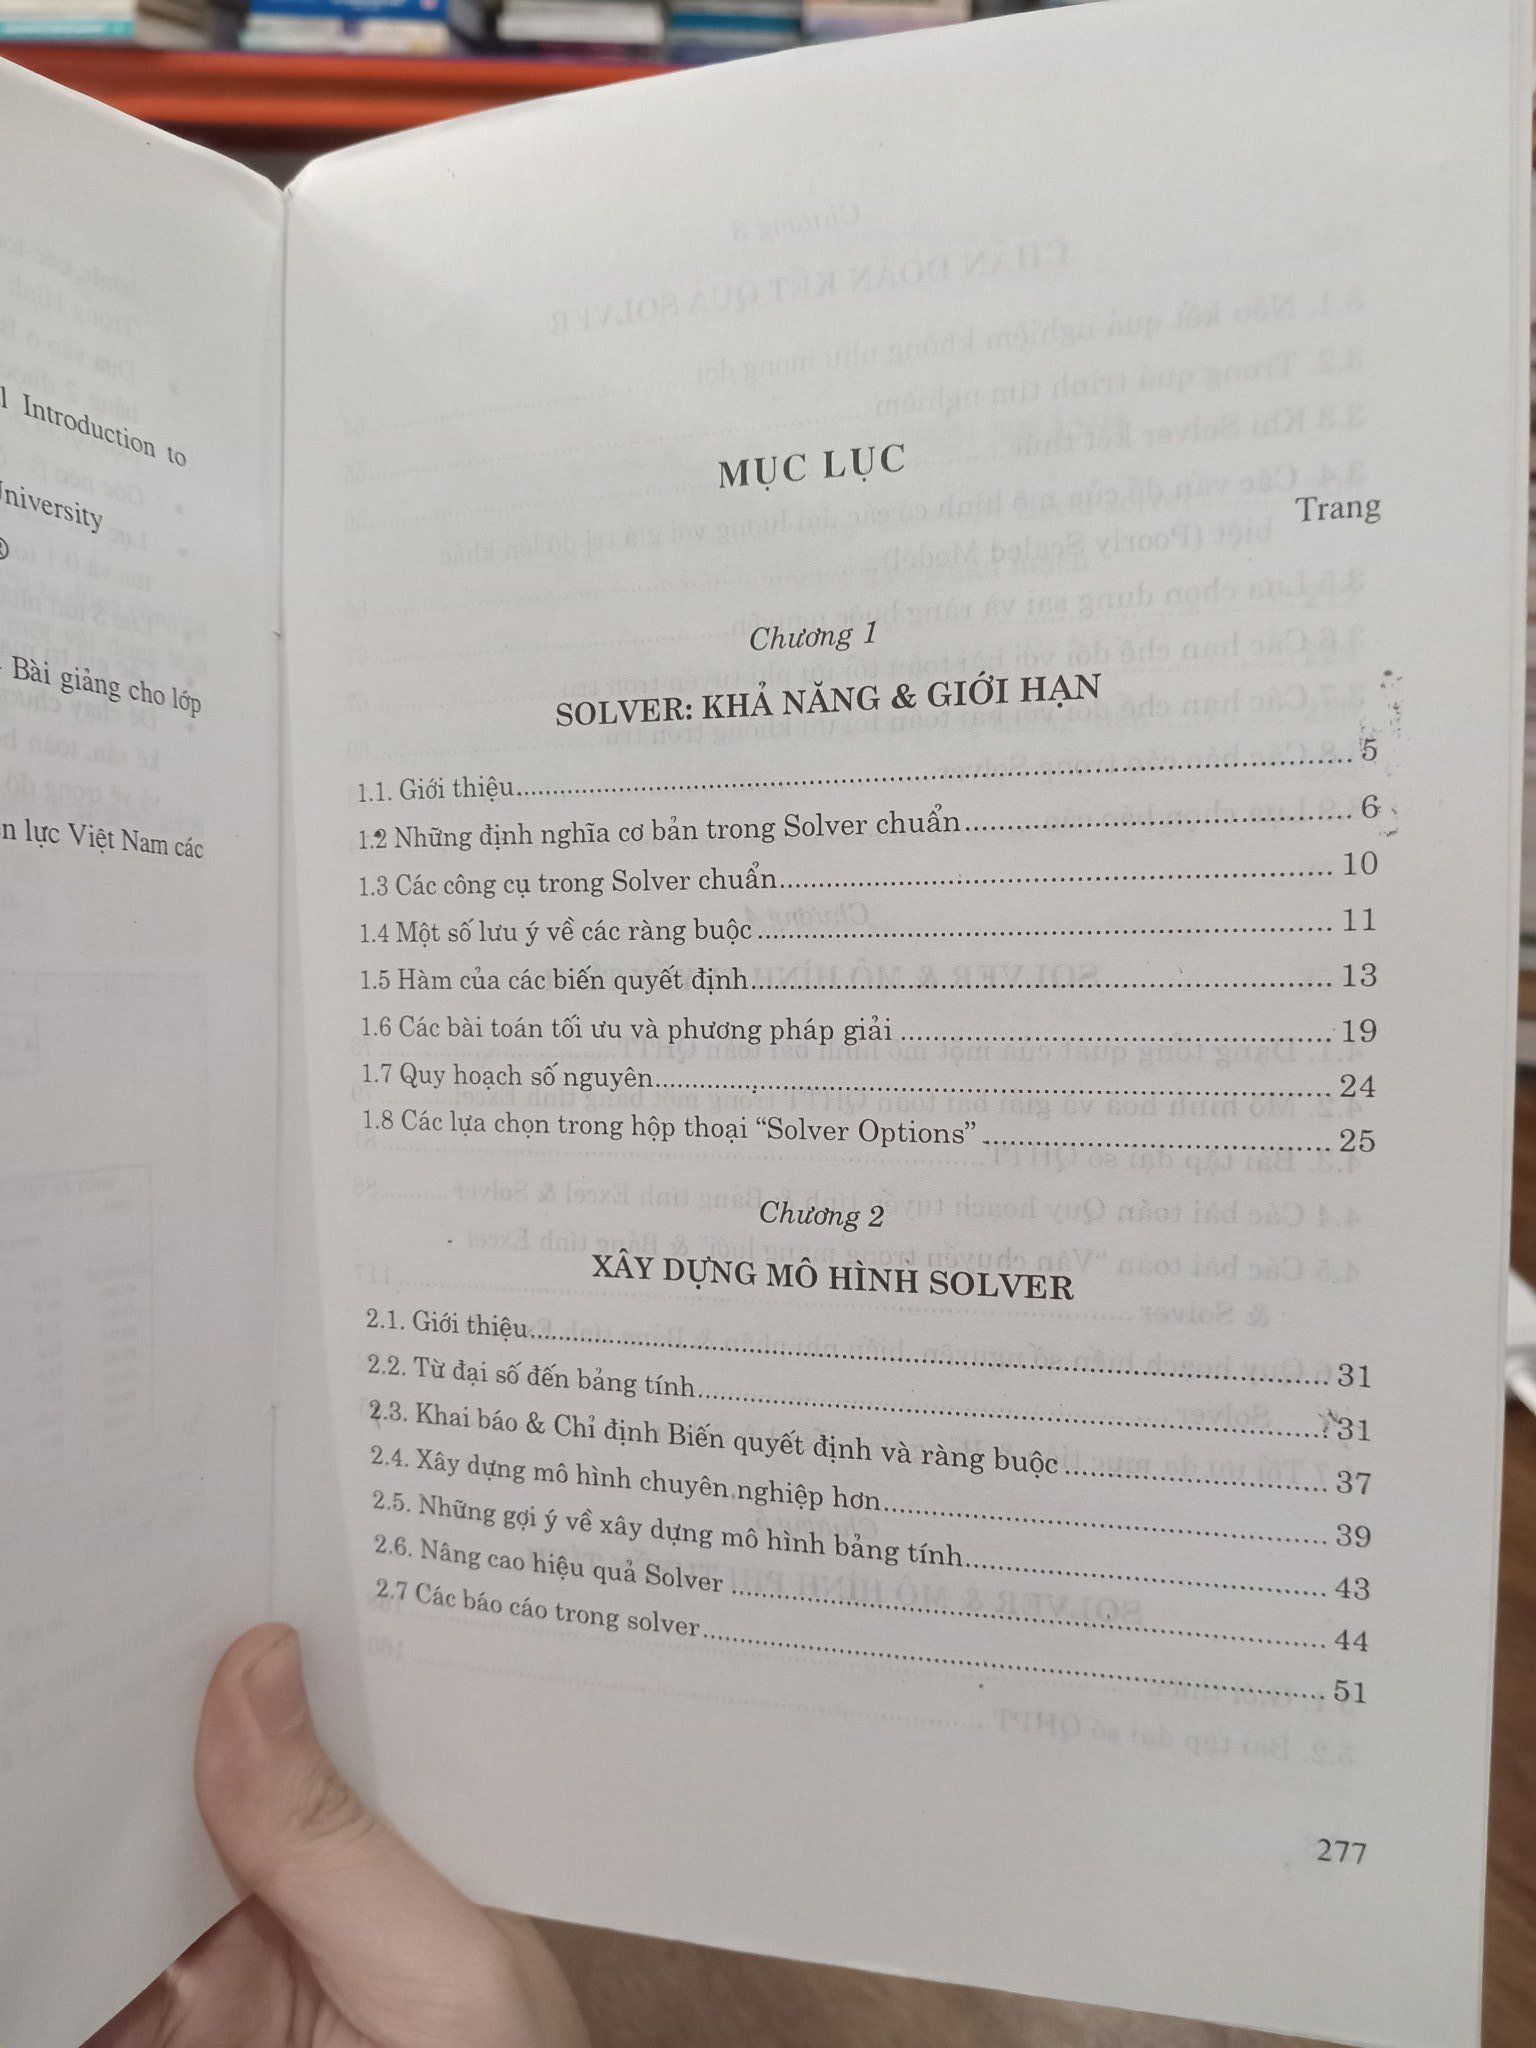 l Introduction to
University
®
Bài giảng cho lớp
lực Việt Nam các
MỤC LỤC
Trang
Chương 1
SOLVER: KHẢ NĂNG & GIỚI HẠN
1.1. Giới thiệu.................... 5
1.2 Những định nghĩa cơ bản trong Solver chuẩn.................... 6
1.3 Các công cụ trong Solver chuẩn.................... 10
1.4 Một số lưu ý về các ràng buộc.................... 11
1.5 Hàm của các biến quyết định.................... 13
1.6 Các bài toán tối ưu và phương pháp giải.................... 19
1.7 Quy hoạch số nguyên.................... 24
1.8 Các lựa chọn trong hộp thoại “Solver Options”.................... 25
Chương 2
XÂY DỰNG MÔ HÌNH SOLVER
2.1. Giới thiệu.................... 31
2.2. Từ đại số đến bảng tính.................... 31
2.3. Khai báo & Chỉ định Biến quyết định và ràng buộc.................... 37
2.4. Xây dựng mô hình chuyên nghiệp hơn.................... 39
2.5. Những gợi ý về xây dựng mô hình bảng tính.................... 43
2.6. Nâng cao hiệu quả Solver.................... 44
2.7 Các báo cáo trong solver.................... 51
277